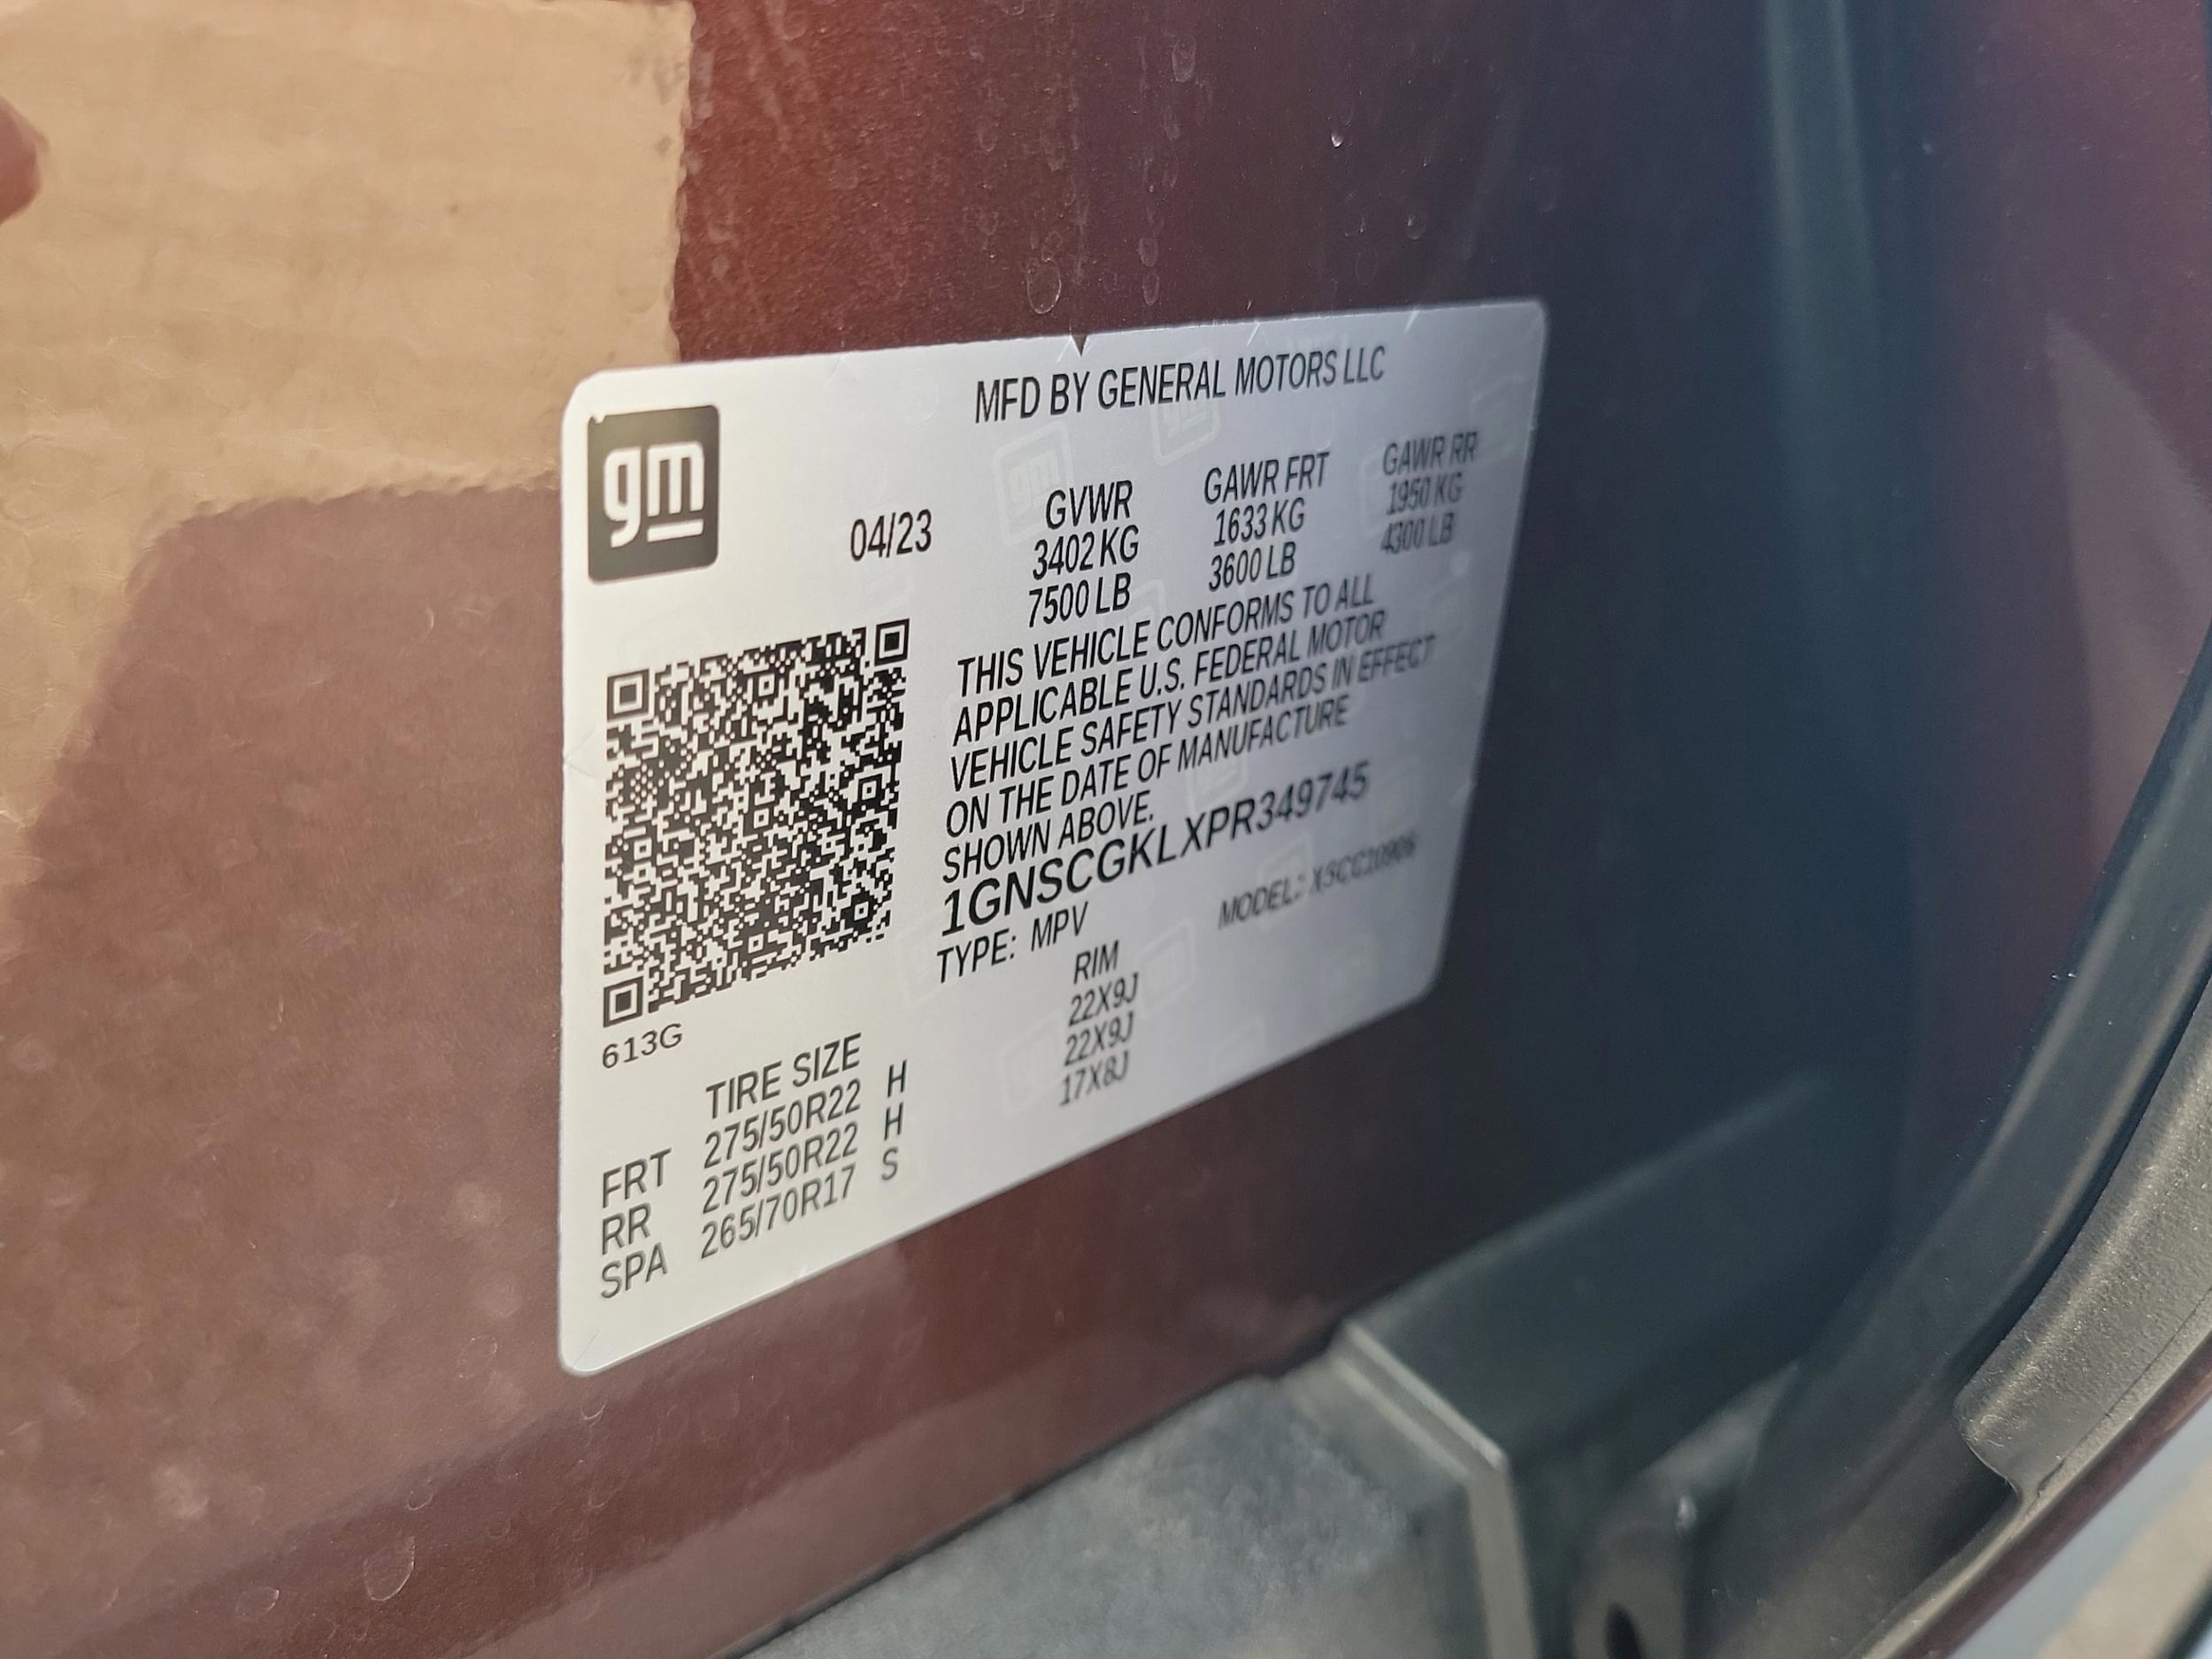 gm
MFD BY GENERAL MOTORS LLC
04/23
GVWR
3402 KG
7500 LB
GAWR FRT
1633 KG
3600 LB
GAWR RR
1950 KG
4300 LB
THIS VEHICLE CONFORMS TO ALL
APPLICABLE U.S. FEDERAL MOTOR
VEHICLE SAFETY STANDARDS IN EFFECT
ON THE DATE OF MANUFACTURE
SHOWN ABOVE.
1GNSCGKLXPR349745
TYPE: MPV MODEL:
613G
TIRE SIZE RIM
FRT 275/50R22 H 22X9J
RR 275/50R22 H 22X9J
SPA 265/70R17 S 17X8J